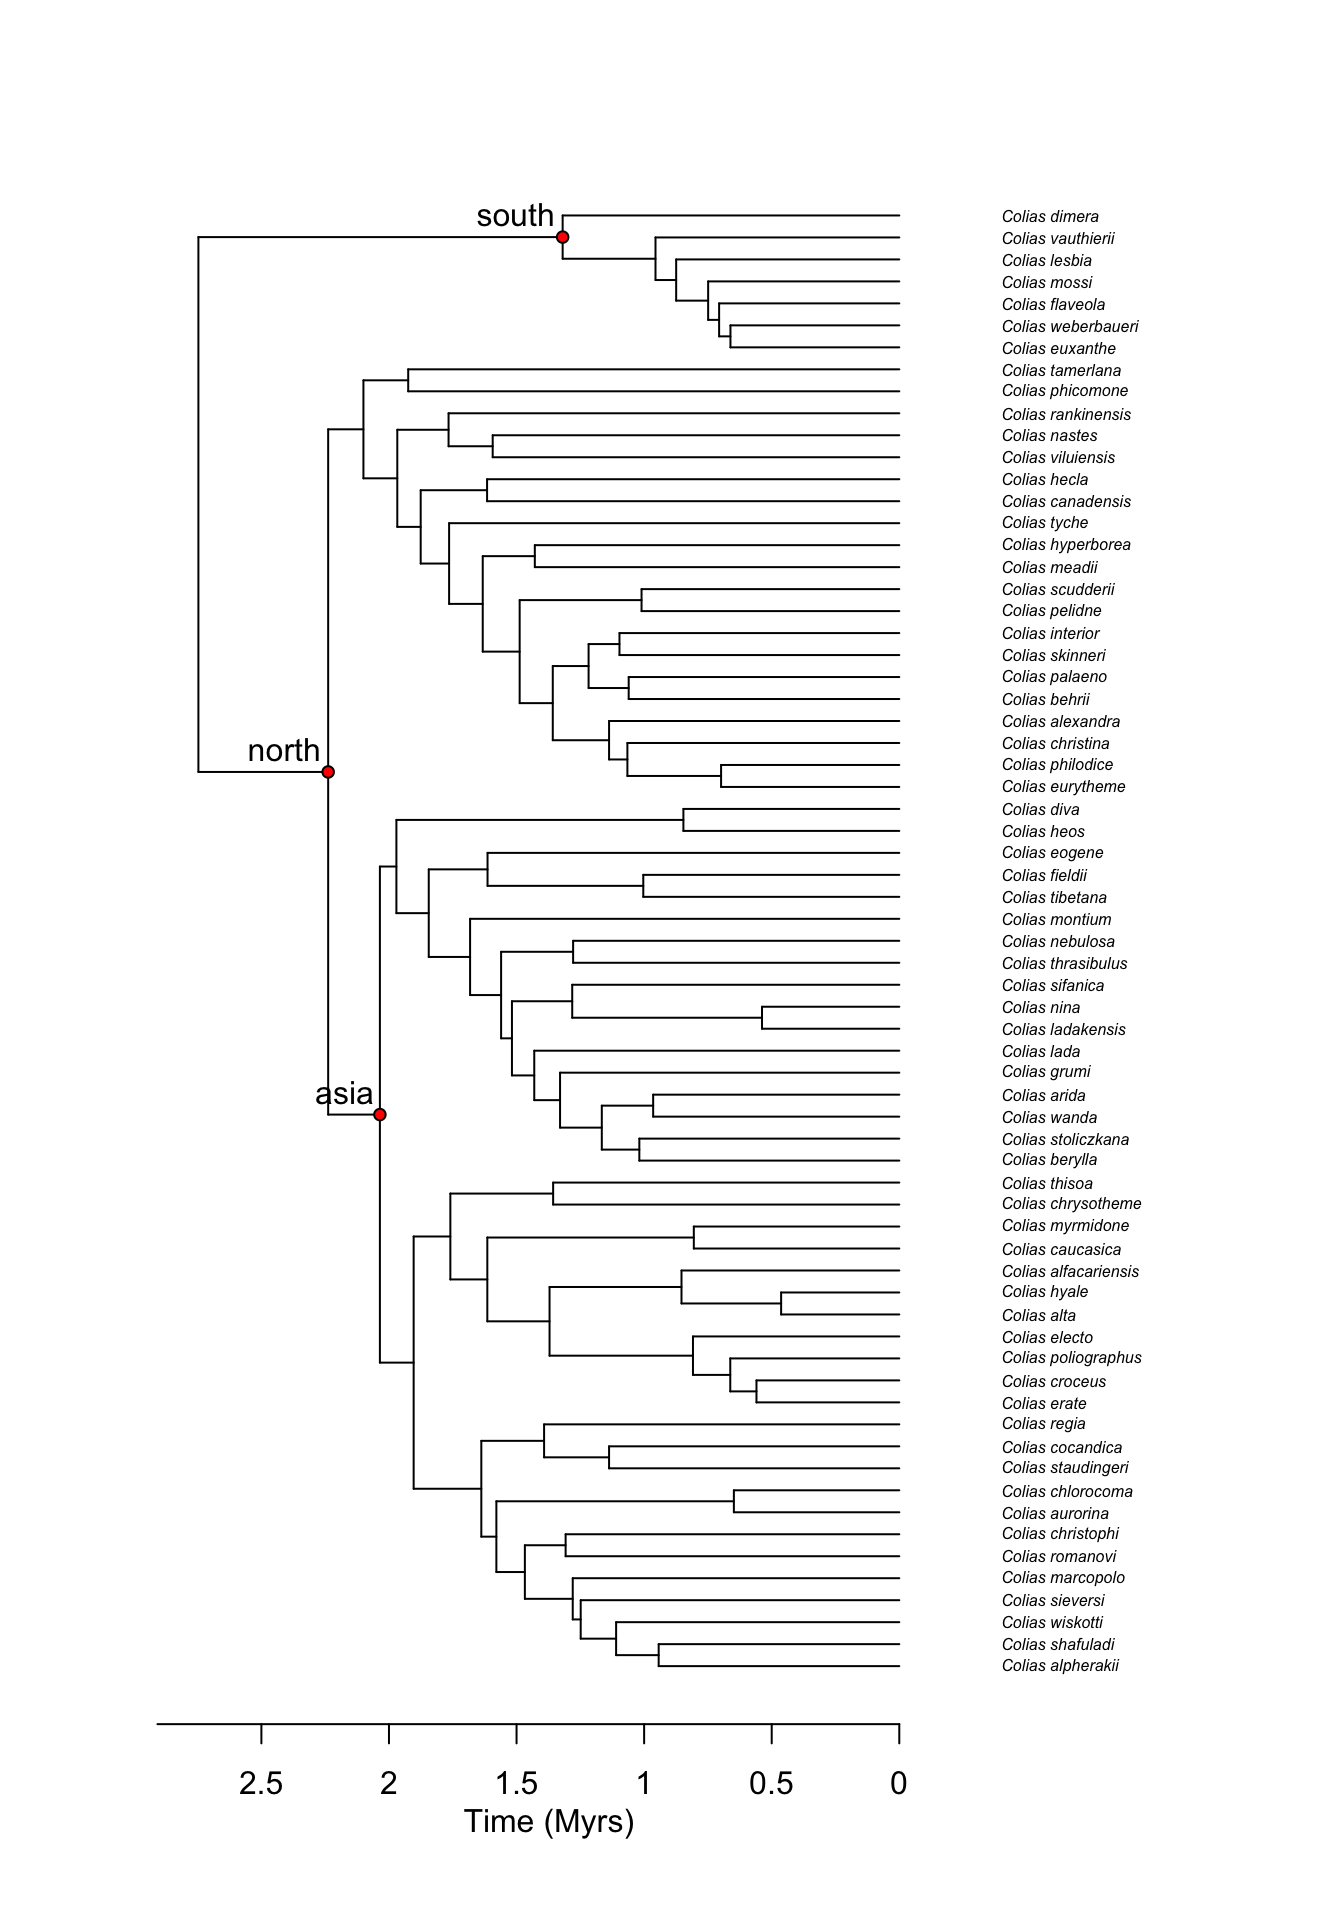 south
Colias dimera
Colias vauthierii
Colias lesbia
Colias mossi
Colias flaveola
Colias weberbaueri
Colias euxanthe
Colias tamerlana
Colias phicomone
Colias rankinensis
Colias nastes
Colias viluiensis
Colias hecla
Colias canadensis
Colias tyche
Colias hyperborea
Colias meadii
Colias scudderii
Colias pelidne
Colias interior
Colias skinneri
Colias palaeno
Colias behrii
Colias alexandra
Colias christina
north
Colias philodice
Colias eurytheme
Colias diva
Colias heos
Colias eogene
Colias fieldii
Colias tibetana
Colias montium
Colias nebulosa
Colias thrasibulus
Colias sifanica
Colias nina
Colias ladakensis
Colias lada
Colias grumi
asia
Colias arida
Colias wanda
Colias stoliczkana
Colias berylla
Colias thisoa
Colias chrysotheme
Colias myrmidone
Colias caucasica
Colias alfacariensis
Colias hyale
Colias alta
Colias electo
Colias poliographus
Colias croceus
Colias erate
Colias regia
Colias cocandica
Colias staudingeri
Colias chlorocoma
Colias aurorina
Colias christophi
Colias romanovi
Colias marcopolo
Colias sieversi
Colias wiskotti
Colias shafuladi
Colias alpherakii
2.5 2 1.5 1 0.5 0
Time (Myrs)